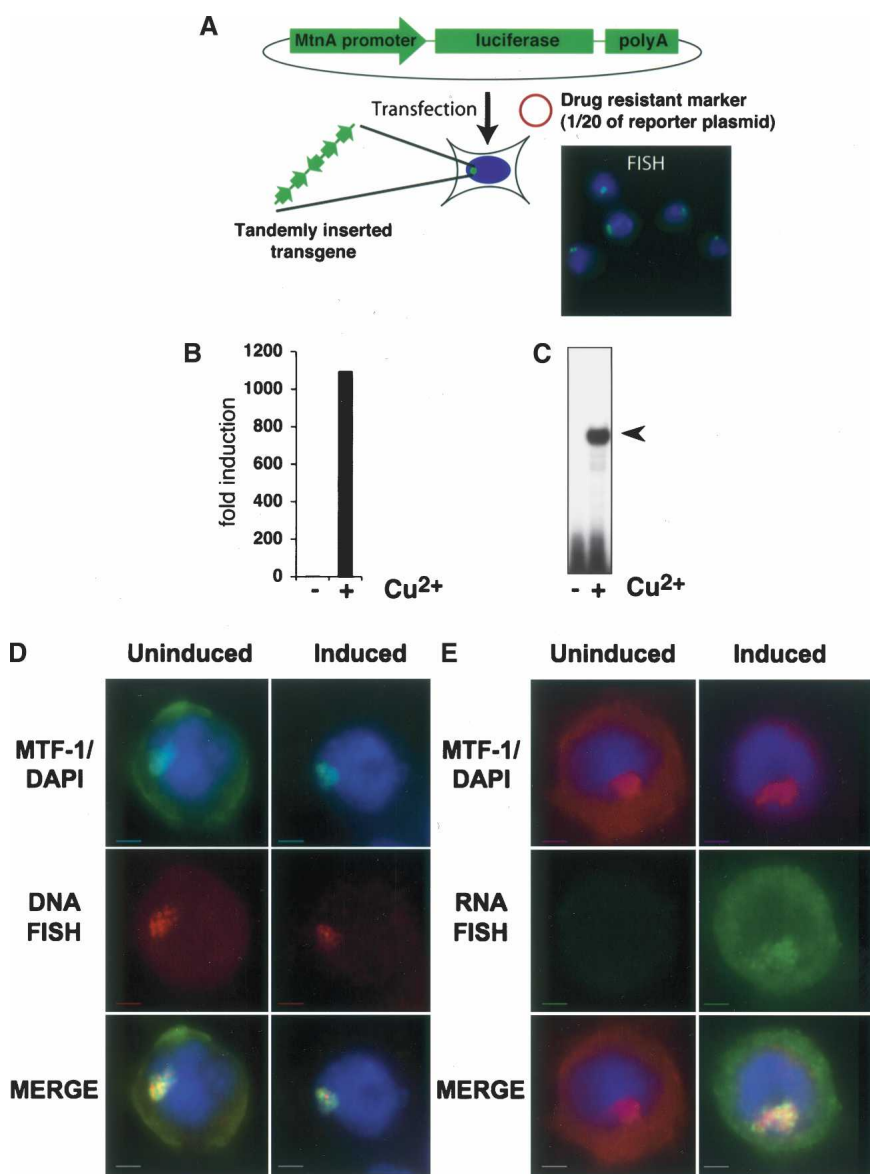 A
MtnA promoter
luciferase
polyA
Transfection
Drug resistant marker
(1/20 of reporter plasmid)
FISH
Tandemly inserted
transgene
B
1200
1000
800
600
400
200
0
fold induction
- + Cu2+
C
- + Cu2+
D
Uninduced Induced
MTF-1/
DAPI
DNA
FISH
MERGE
E
Uninduced Induced
MTF-1/
DAPI
RNA
FISH
MERGE